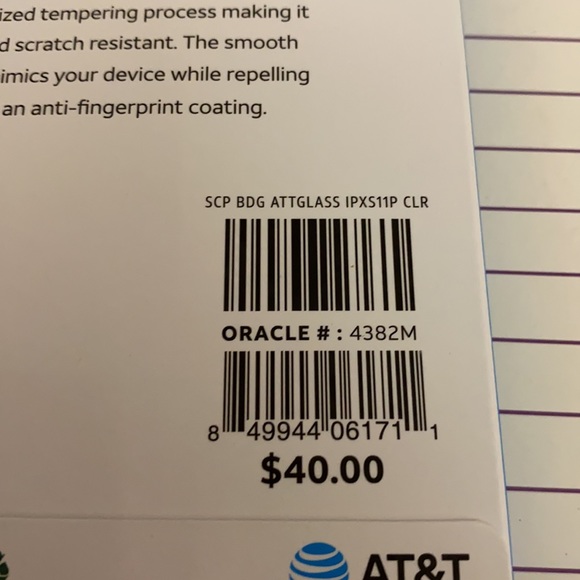 ized tempering process making it
d scratch resistant. The smooth
imics your device while repelling
an anti-fingerprint coating.
SCP BDG ATTGLASS IPXS11P CLR
ORACLE # : 4382M
8 49944 06171 1
$40.00
AT&T